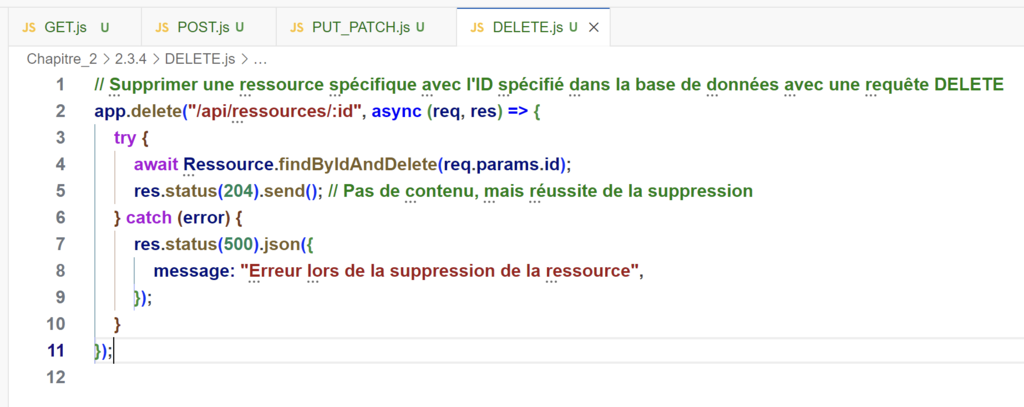 JS GET.js U JS POST.js U JS PUT_PATCH.js U JS DELETE.js U ×
Chapitre_2 > 2.3.4 > DELETE.js > ...
1 // Supprimer une ressource spécifique avec l'ID spécifié dans la base de données avec une requête DELETE
2 app.delete("/api/ressources/:id", async (req, res) => {
3 try {
4 await Ressource.findByIdAndDelete(req.params.id);
5 res.status(204).send(); // Pas de contenu, mais réussite de la suppression
6 } catch (error) {
7 res.status(500).json({
8 message: "Erreur lors de la suppression de la ressource",
9 });
10 }
11 });
12